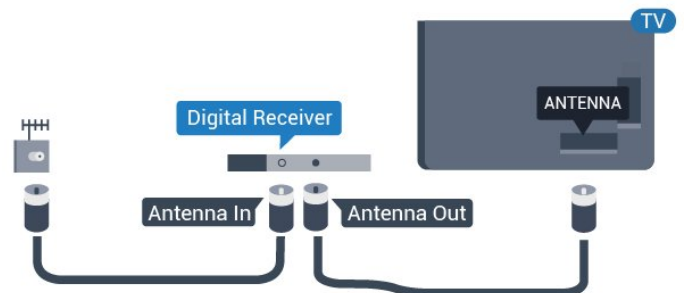 TV
ANTENNA
Digital Receiver
Antenna In
Antenna Out